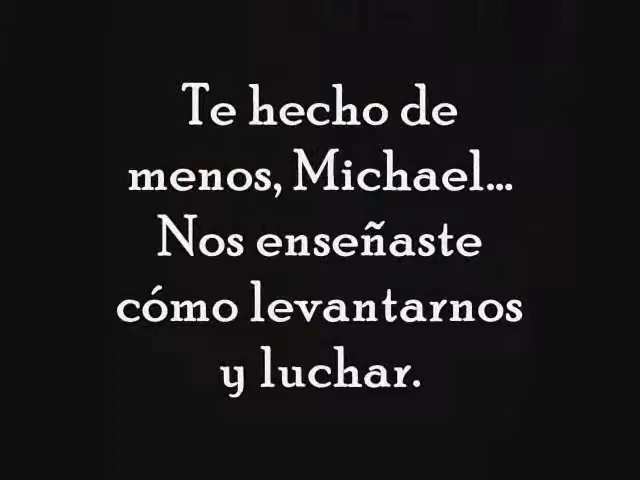 Te hecho de
menos, Michael...
Nos enseñaste
cómo levantarnos
y luchar.